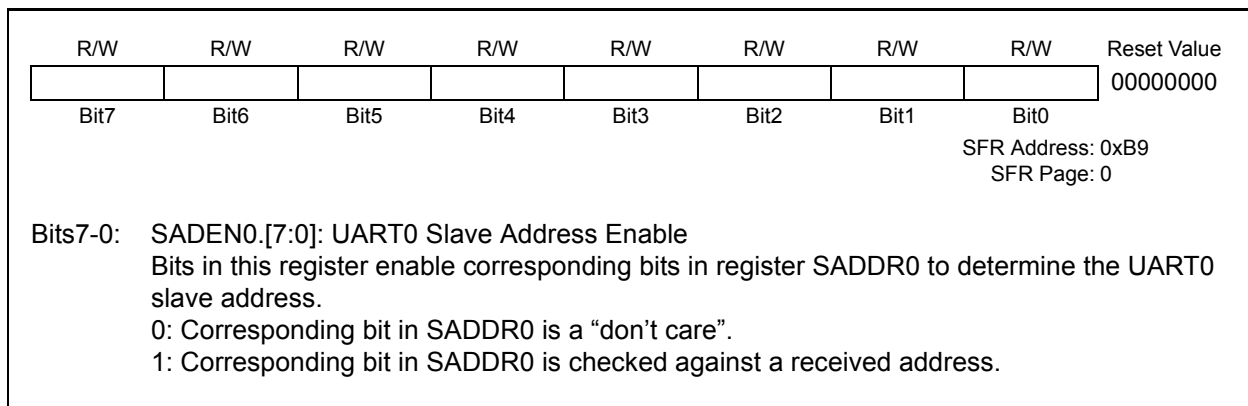 R/W R/W R/W R/W R/W R/W R/W R/W Reset Value
00000000
Bit7 Bit6 Bit5 Bit4 Bit3 Bit2 Bit1 Bit0
SFR Address: 0xB9
SFR Page: 0
Bits7-0: SADEN0.[7:0]: UART0 Slave Address Enable
Bits in this register enable corresponding bits in register SADDR0 to determine the UART0
slave address.
0: Corresponding bit in SADDR0 is a “don’t care”.
1: Corresponding bit in SADDR0 is checked against a received address.